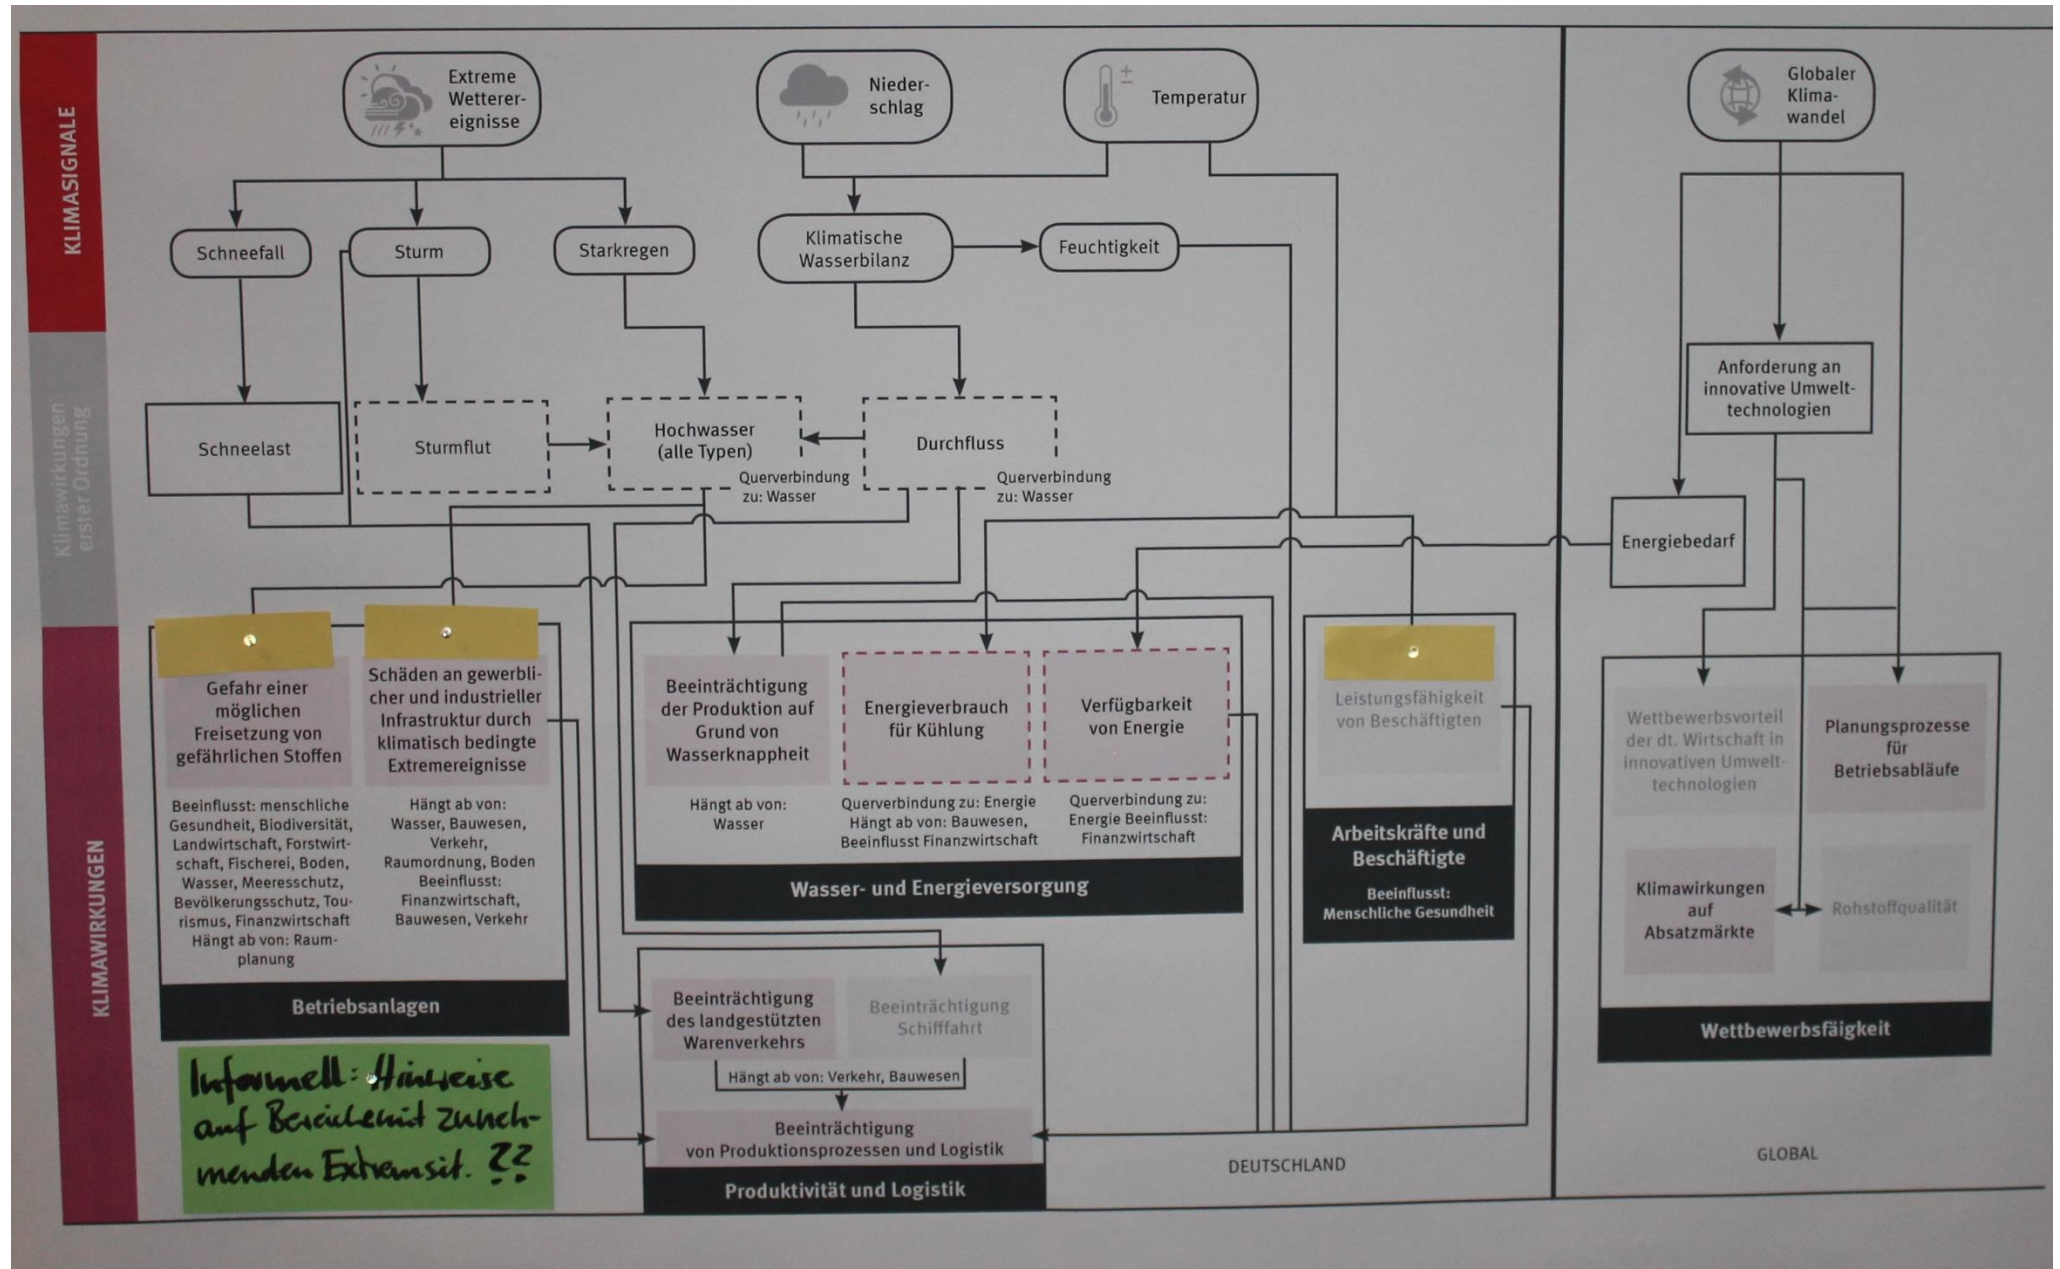 KLIMASIGNALE
Extreme
Wetterer-
eignisse
Nieder-
schlag
Temperatur
Globaler
Klima-
wandel
Schneefall
Sturm
Starkregen
Klimatische
Wasserbilanz
Feuchtigkeit
Klimawirkungen
erster Ordnung
Schneelast
Sturmflut
Hochwasser
(alle Typen)
Querverbindung
zu: Wasser
Durchfluss
Querverbindung
zu: Wasser
Anforderung an
innovative Umwelt-
technologien
Energiebedarf
KLIMAWIRKUNGEN
Gefahr einer
möglichen
Freisetzung von
gefährlichen Stoffen
Beeinflusst: menschliche
Gesundheit, Biodiversität,
Landwirtschaft, Forstwirt-
schaft, Fischerei, Boden,
Wasser, Meeresschutz,
Bevölkerungsschutz, Tou-
rismus, Finanzwirtschaft
Hängt ab von: Raum-
planung
Schäden an gewerbli-
cher und industrieller
Infrastruktur durch
klimatisch bedingte
Extremereignisse
Hängt ab von:
Wasser, Bauwesen,
Verkehr,
Raumordnung, Boden
Beeinflusst:
Finanzwirtschaft,
Bauwesen, Verkehr
Betriebsanlagen
Beeinträchtigung
der Produktion auf
Grund von
Wasserknappheit
Hängt ab von:
Wasser
Energieverbrauch
für Kühlung
Querverbindung zu: Energie
Hängt ab von: Bauwesen,
Beeinflusst Finanzwirtschaft
Verfügbarkeit
von Energie
Querverbindung zu:
Energie Beeinflusst:
Finanzwirtschaft
Wasser- und Energieversorgung
Leistungsfähigkeit
von Beschäftigten
Arbeitskräfte und
Beschäftigte
Beeinflusst:
Menschliche Gesundheit
Wettbewerbsvorteil
der dt. Wirtschaft in
innovativen Umwelt-
technologien
Planungsprozesse
für
Betriebsabläufe
Klimawirkungen
auf
Absatzmärkte
Rohstoffqualität
Wettbewerbsfäigkeit
Beeinträchtigung
des landgestützten
Warenverkehrs
Beeinträchtigung
Schifffahrt
Hängt ab von: Verkehr, Bauwesen
Beeinträchtigung
von Produktionsprozessen und Logistik
Produktivität und Logistik
Informell: Hinweise
auf Bereiche mit zuneh-
menden Extremsit. ??
DEUTSCHLAND
GLOBAL